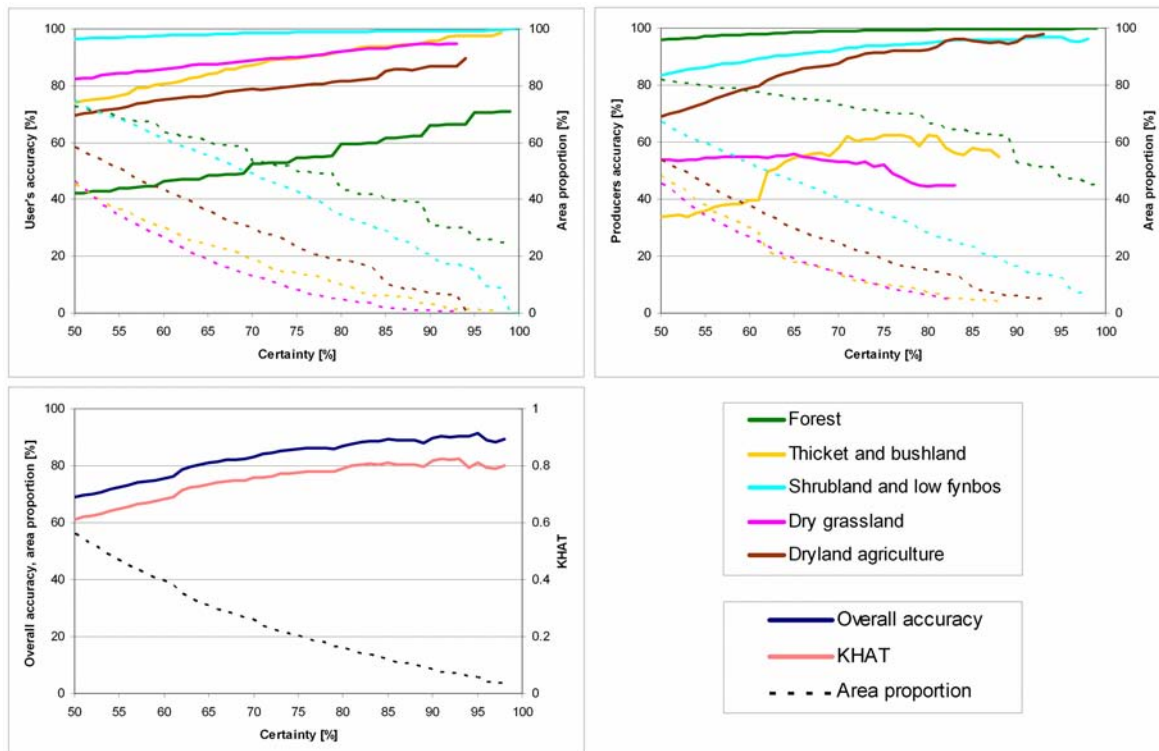 100
80
60
40
20
0
User's accuracy [%]
100
80
60
40
20
0
Area proportion [%]
50 55 60 65 70 75 80 85 90 95 100
Certainty [%]
100
80
60
40
20
0
Producers accuracy [%]
100
80
60
40
20
0
Area proportion [%]
50 55 60 65 70 75 80 85 90 95 100
Certainty [%]
100
80
60
40
20
0
Overall accuracy, area proportion [%]
1
0.8
0.6
0.4
0.2
0
KHAT
50 55 60 65 70 75 80 85 90 95 100
Certainty [%]
Forest
Thicket and bushland
Shrubland and low fynbos
Dry grassland
Dryland agriculture
Overall accuracy
KHAT
Area proportion